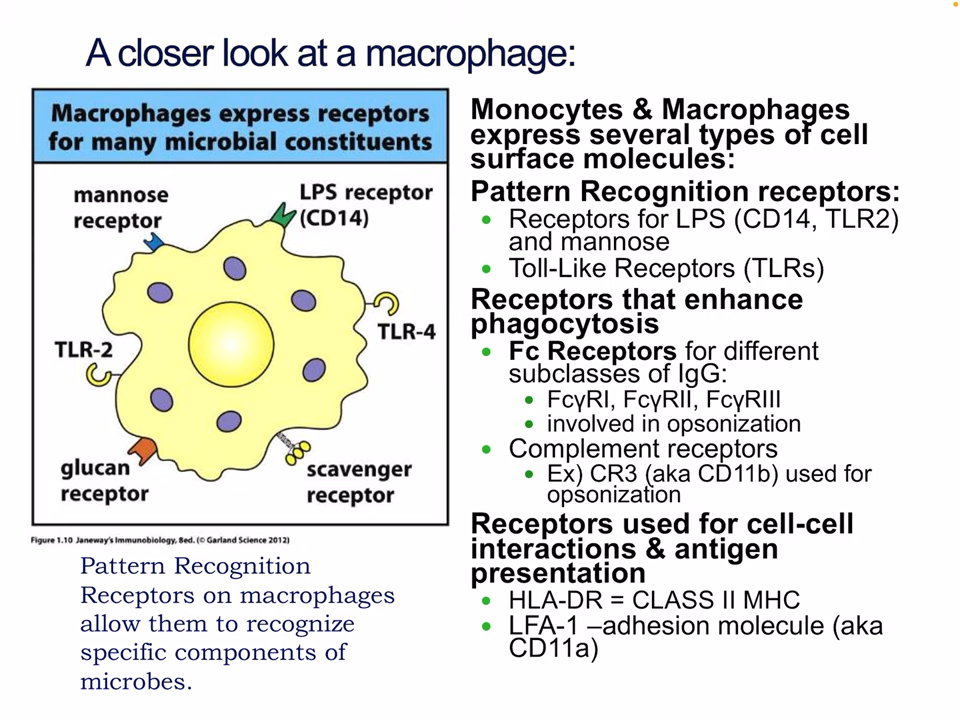 A closer look at a macrophage:
Macrophages express receptors
for many microbial constituents
mannose
receptor
LPS receptor
(CD14)
TLR-4
TLR-2
glucan
receptor
scavenger
receptor
Figure 1.10 Janeway's Immunobiology, 8ed. (© Garland Science 2012)
Pattern Recognition
Receptors on macrophages
allow them to recognize
specific components of
microbes.
Monocytes & Macrophages
express several types of cell
surface molecules:
Pattern Recognition receptors:
• Receptors for LPS (CD14, TLR2)
and mannose
• Toll-Like Receptors (TLRs)
Receptors that enhance
phagocytosis
• Fc Receptors for different
subclasses of IgG:
• FcγRI, FcγRII, FcγRIII
• involved in opsonization
• Complement receptors
• Ex) CR3 (aka CD11b) used for
opsonization
Receptors used for cell-cell
interactions & antigen
presentation
• HLA-DR = CLASS II MHC
• LFA-1 –adhesion molecule (aka
CD11a)